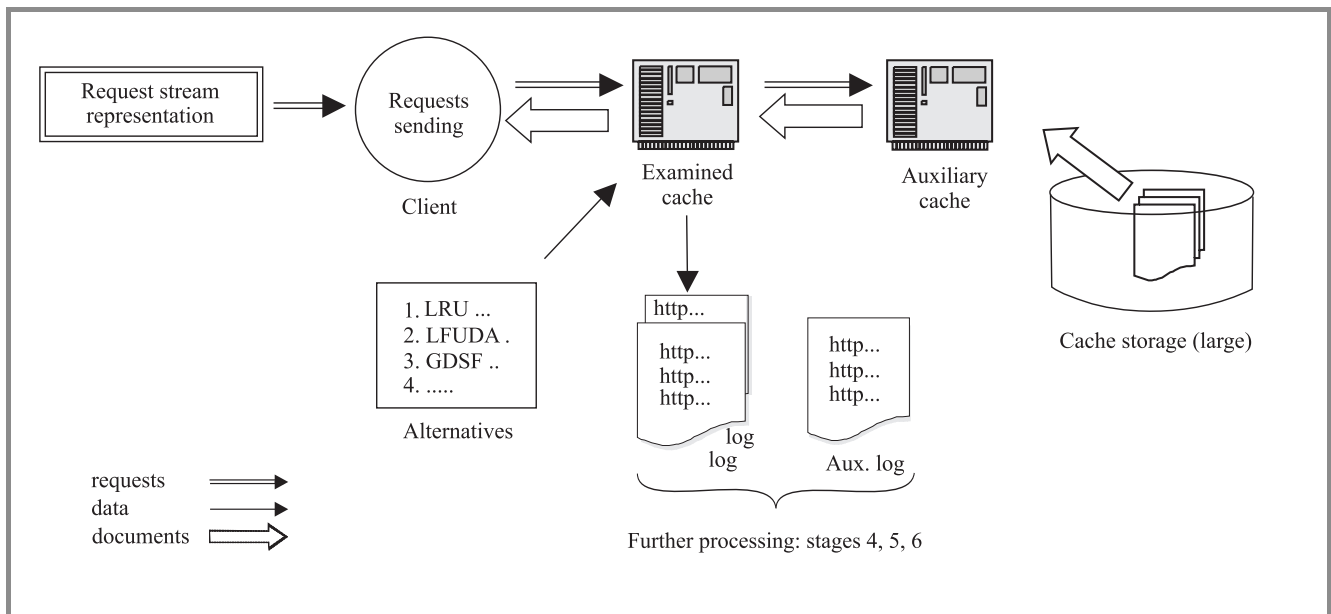 Request stream
representation
Requests
sending
Client
Examined
cache
Auxiliary
cache
Cache storage (large)
1. LRU ...
2. LFUDA .
3. GDSF ..
4. .....
Alternatives
http...
http...
http...
http...
log
log
http...
http...
http...
Aux. log
requests
data
documents
Further processing: stages 4, 5, 6